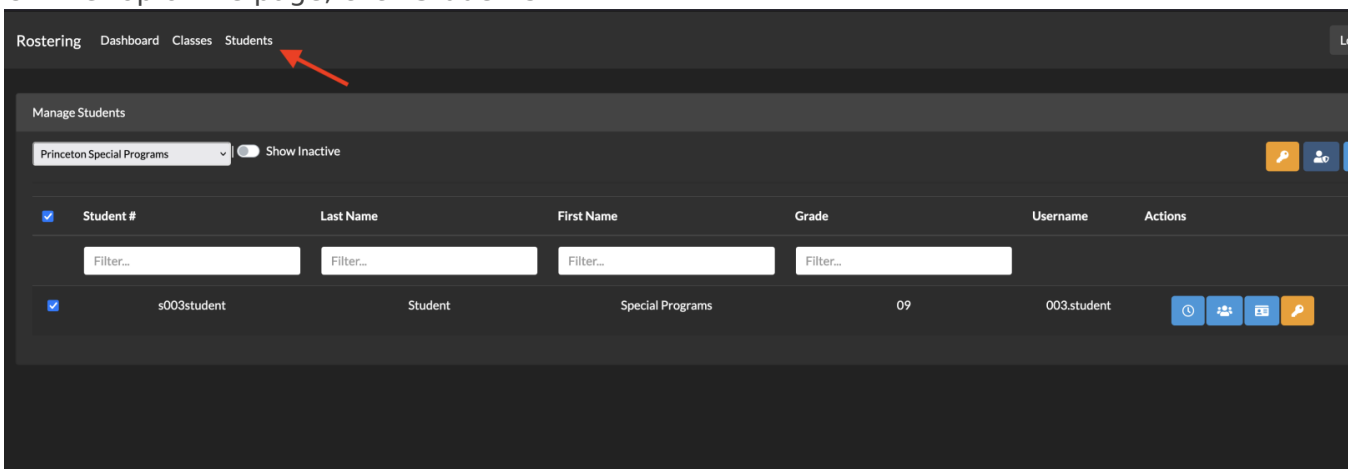 Rostering Dashboard Classes Students
Manage Students
Princeton Special Programs Show Inactive
Student # Last Name First Name Grade Username Actions
Filter... Filter... Filter... Filter...
s003student Student Special Programs 09 003.student